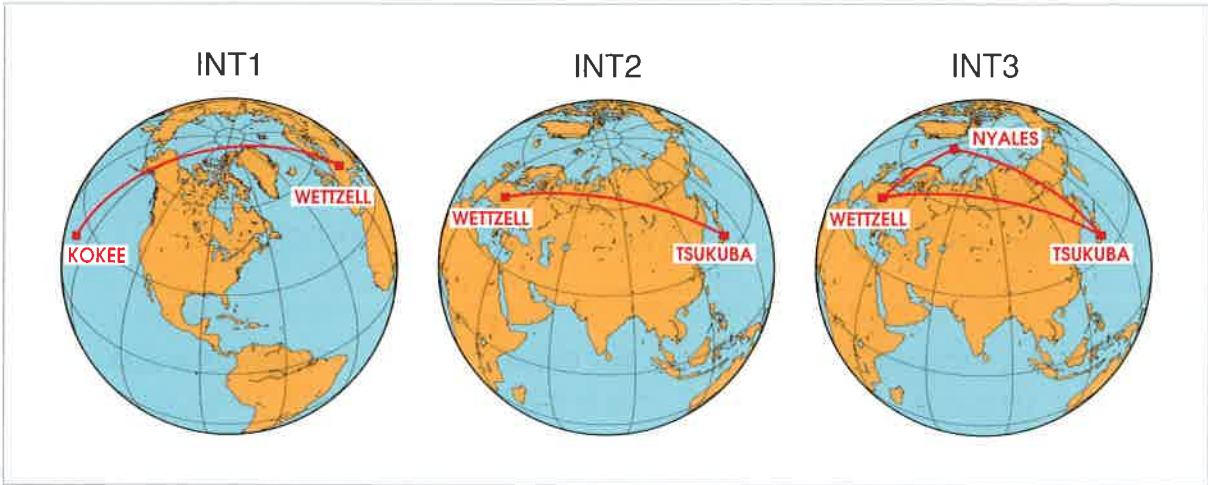 INT1
INT2
INT3
WETTZELL
KOKEE
WETTZELL
TSUKUBA
NYALES
WETTZELL
TSUKUBA